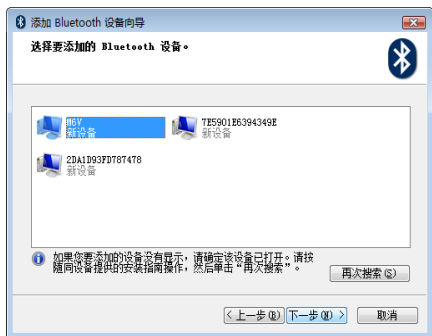 添加 Bluetooth 设备向导
选择要添加的 Bluetooth 设备。
M6V
新设备
7E5901E6394349E
新设备
2DA1D93FD787478
新设备
如果您要添加的设备没有显示，请确定该设备已打开。请按
随同设备提供的安装指南操作，然后单击“再次搜索”。
再次搜索(S)
< 上一步(B)
下一步(N) >
取消